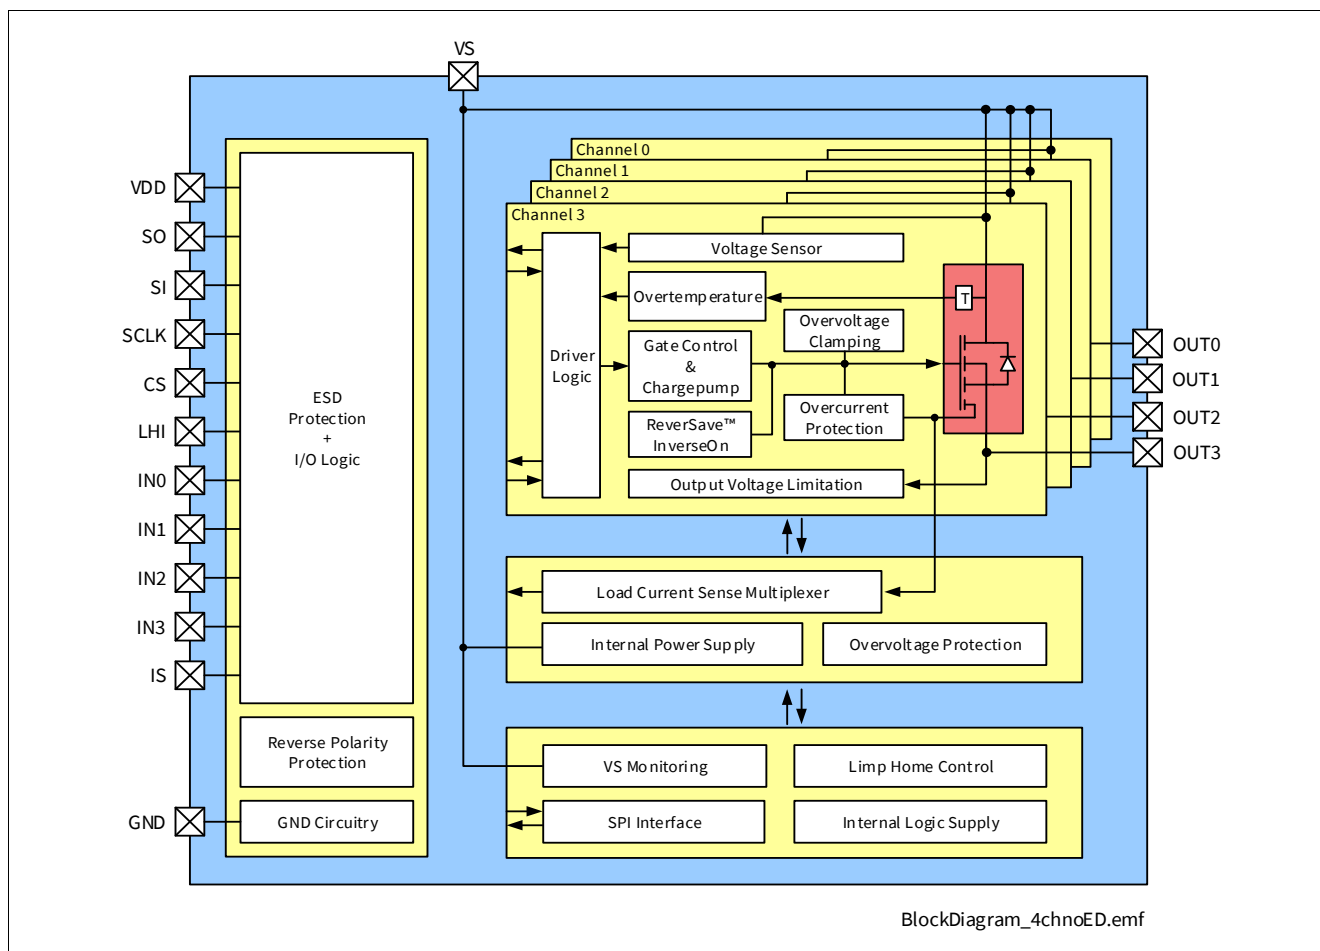 VS
VDD
SO
SI
SCLK
CS
LHI
IN0
IN1
IN2
IN3
IS
GND
ESD
Protection
+
I/O Logic
Reverse Polarity
Protection
GND Circuitry
Channel 0
Channel 1
Channel 2
Channel 3
Driver
Logic
Voltage Sensor
Overtemperature
T
Overvoltage
Clamping
Gate Control
&
Chargepump
Overcurrent
Protection
ReverSave™
InverseOn
Output Voltage Limitation
OUT0
OUT1
OUT2
OUT3
Load Current Sense Multiplexer
Internal Power Supply
Overvoltage Protection
VS Monitoring
Limp Home Control
SPI Interface
Internal Logic Supply
BlockDiagram_4chnoED.emf